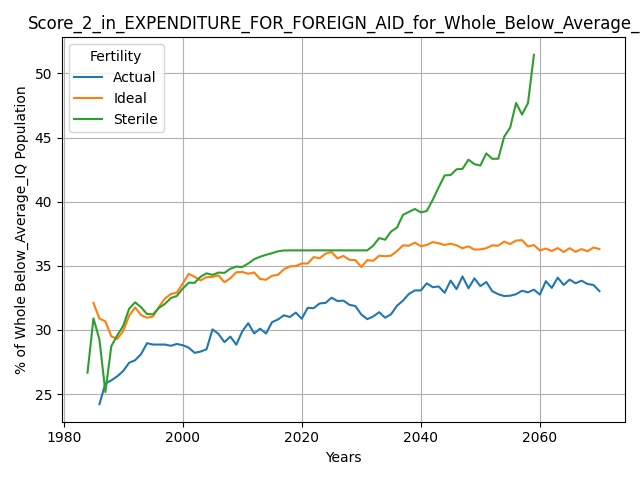 Score_2_in_EXPENDITURE_FOR_FOREIGN_AID_for_Whole_Below_Average_
Fertility
Actual
Ideal
Sterile
% of Whole Below_Average_IQ Population
50
45
40
35
30
25
1980
2000
2020
2040
2060
Years